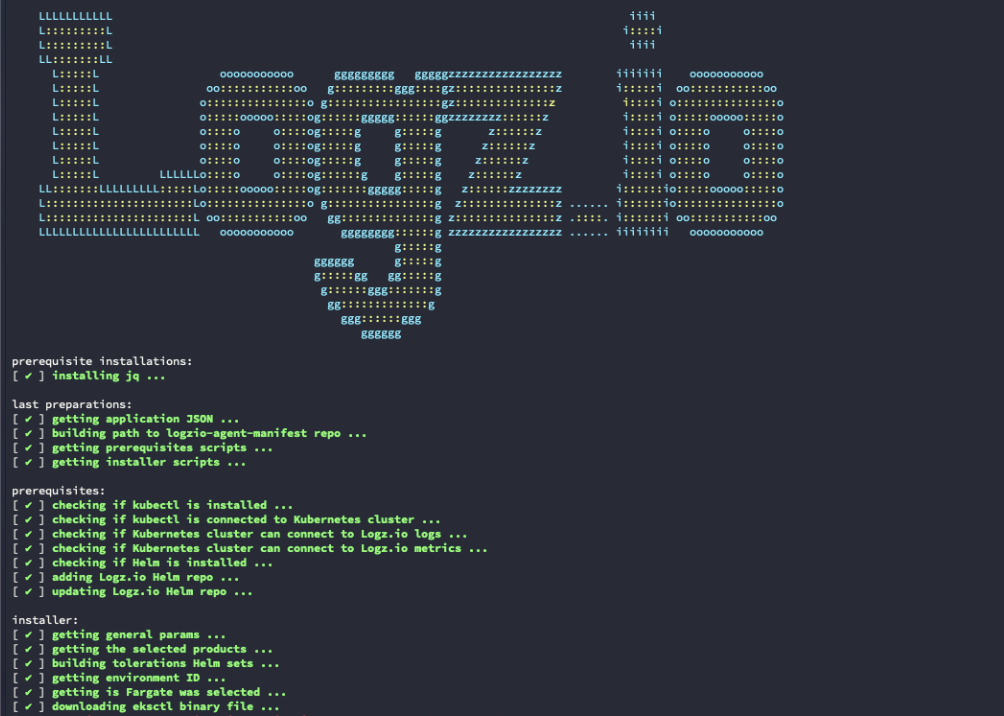 Logz.io
prerequisite installations:
[ ✔ ] installing jq ...
last preparations:
[ ✔ ] getting application JSON ...
[ ✔ ] building path to logzio-agent-manifest repo ...
[ ✔ ] getting prerequisites scripts ...
[ ✔ ] getting installer scripts ...
prerequisites:
[ ✔ ] checking if kubectl is installed ...
[ ✔ ] checking if kubectl is connected to Kubernetes cluster ...
[ ✔ ] checking if Kubernetes cluster can connect to Logz.io logs ...
[ ✔ ] checking if Kubernetes cluster can connect to Logz.io metrics ...
[ ✔ ] checking if Helm is installed ...
[ ✔ ] adding Logz.io Helm repo ...
[ ✔ ] updating Logz.io Helm repo ...
installer:
[ ✔ ] getting general params ...
[ ✔ ] getting the selected products ...
[ ✔ ] building tolerations Helm sets ...
[ ✔ ] getting environment ID ...
[ ✔ ] getting is Fargate was selected ...
[ ✔ ] downloading eksctl binary file ...